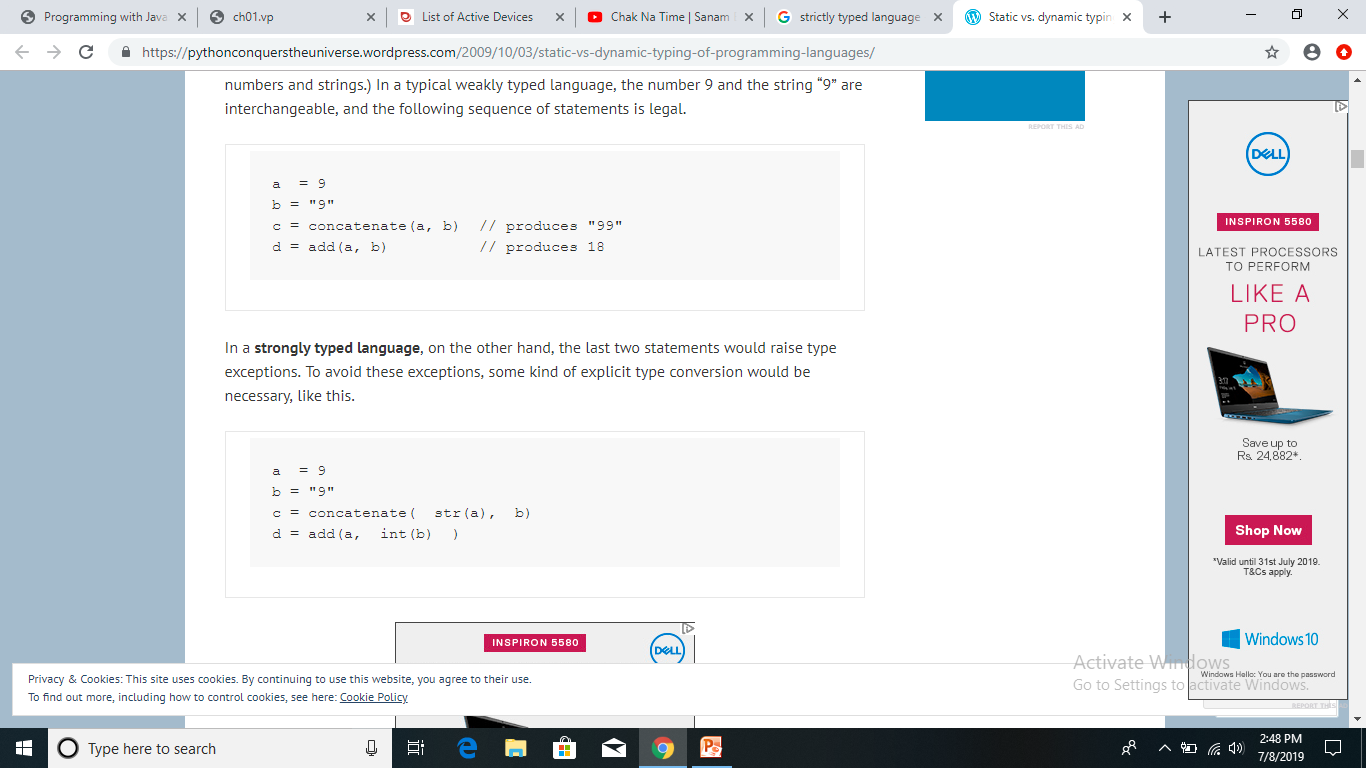 Programming with Java
ch01.vp
List of Active Devices
Chak Na Time | Sanam
strictly typed language
Static vs. dynamic typin
https://pythonconquerstheuniverse.wordpress.com/2009/10/03/static-vs-dynamic-typing-of-programming-languages/
numbers and strings.) In a typical weakly typed language, the number 9 and the string “9” are
interchangeable, and the following sequence of statements is legal.
a = 9
b = "9"
c = concatenate(a, b) // produces "99"
d = add(a, b) // produces 18
In a strongly typed language, on the other hand, the last two statements would raise type
exceptions. To avoid these exceptions, some kind of explicit type conversion would be
necessary, like this.
a = 9
b = "9"
c = concatenate( str(a), b)
d = add(a, int(b) )
INSPIRON 5580
DELL
REPORT THIS AD
DELL
INSPIRON 5580
LATEST PROCESSORS
TO PERFORM
LIKE A
PRO
3:17
Save up to
Rs. 24,882*.
Shop Now
*Valid until 31st July 2019.
T&Cs apply.
Windows 10
Windows Hello: You are the password
REPORT THIS
Activate Windows
Go to Settings to activate Windows.
Privacy & Cookies: This site uses cookies. By continuing to use this website, you agree to their use.
To find out more, including how to control cookies, see here: Cookie Policy
Type here to search
2:48 PM
7/8/2019